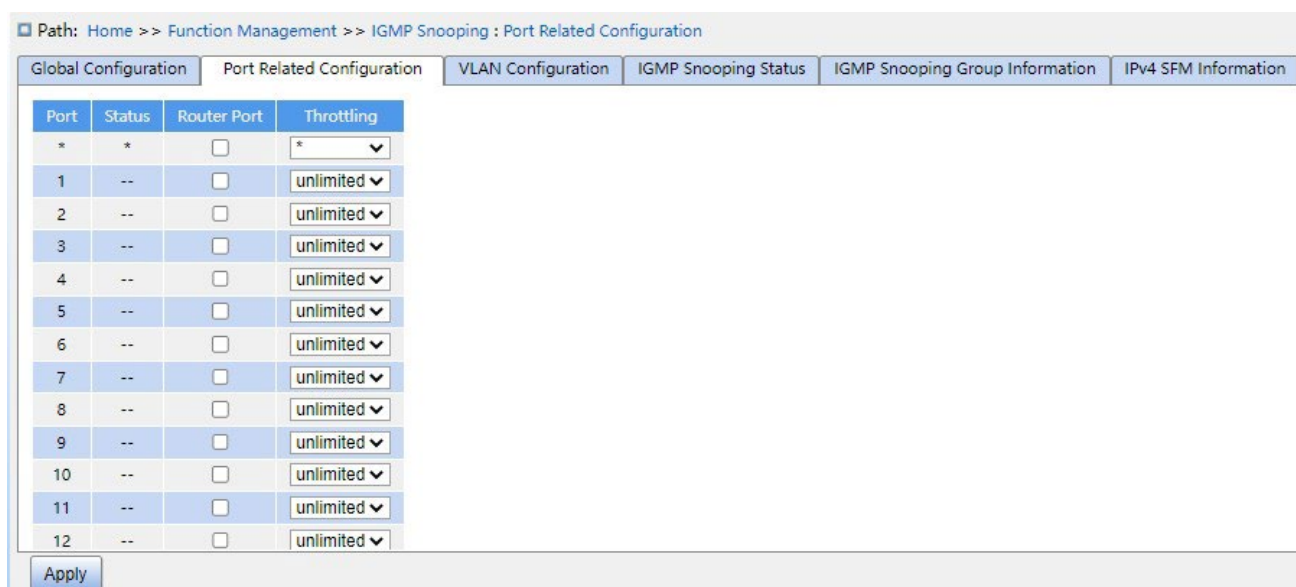 Path: Home >> Function Management >> IGMP Snooping : Port Related Configuration
Global Configuration Port Related Configuration VLAN Configuration IGMP Snooping Status IGMP Snooping Group Information IPv4 SFM Information
Port Status Router Port Throttling
* * *
1 -- unlimited
2 -- unlimited
3 -- unlimited
4 -- unlimited
5 -- unlimited
6 -- unlimited
7 -- unlimited
8 -- unlimited
9 -- unlimited
10 -- unlimited
11 -- unlimited
12 -- unlimited
Apply